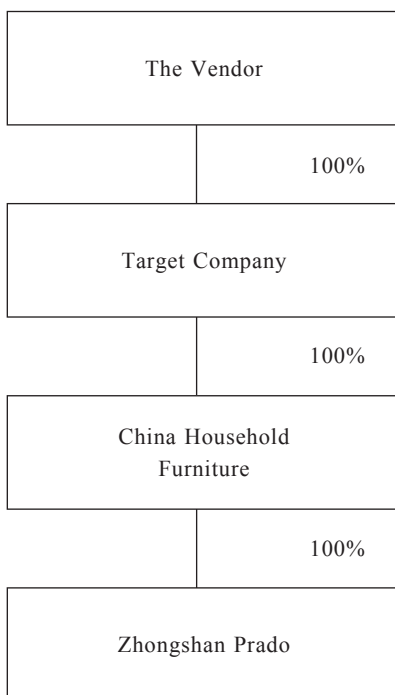 The Vendor
100%
Target Company
100%
China Household
Furniture
100%
Zhongshan Prado